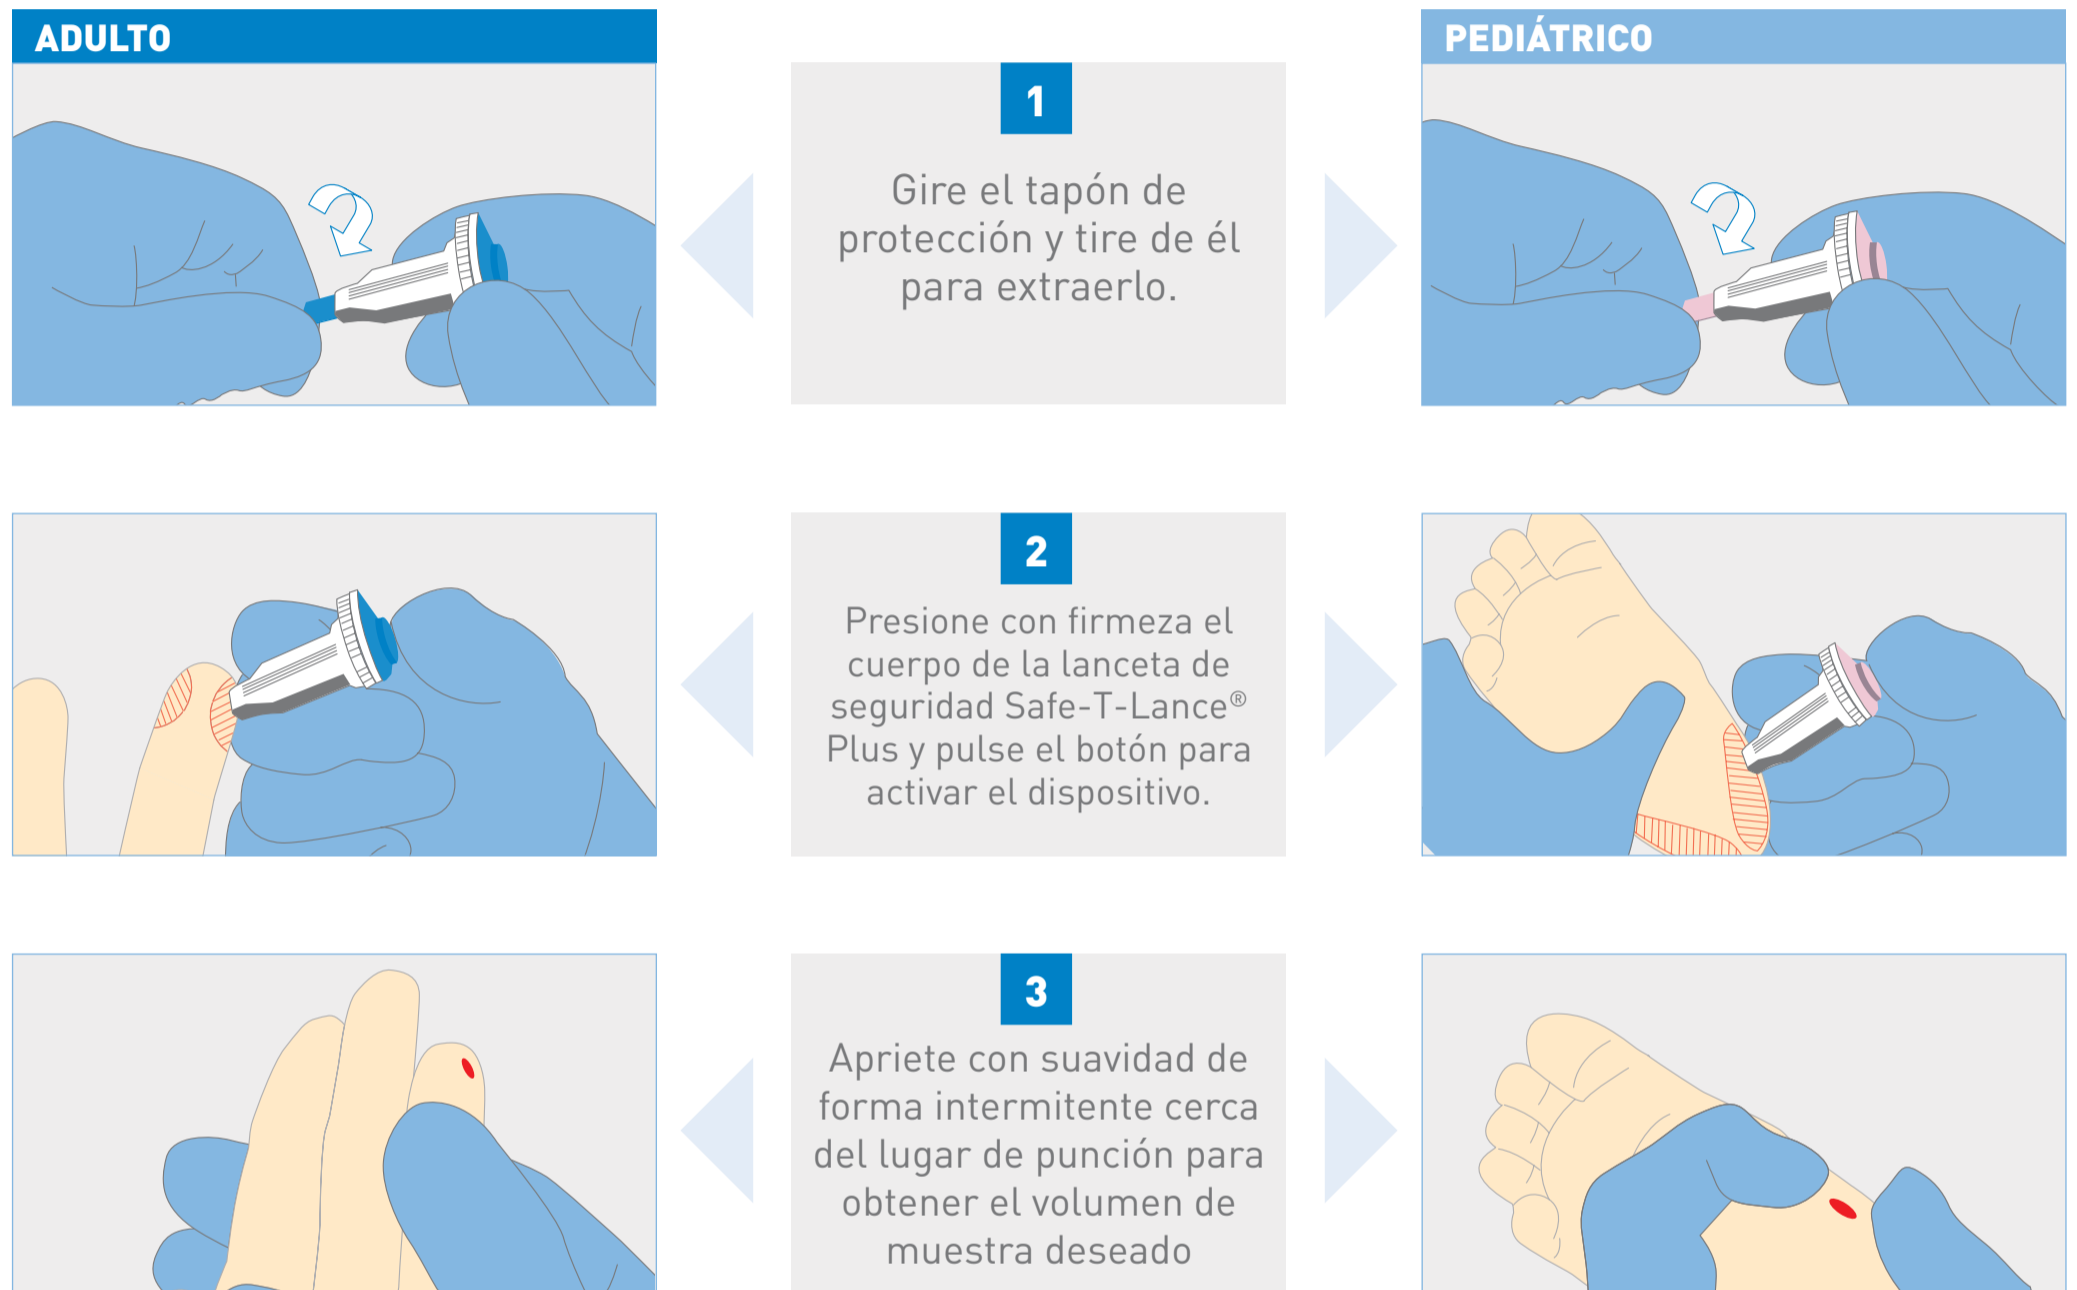 ADULTO
PEDIÁTRICO
1
Gire el tapón de
protección y tire de él
para extraerlo.
2
Presione con firmeza el
cuerpo de la lanceta de
seguridad Safe-T-Lance®
Plus y pulse el botón para
activar el dispositivo.
3
Apriete con suavidad de
forma intermitente cerca
del lugar de punción para
obtener el volumen de
muestra deseado